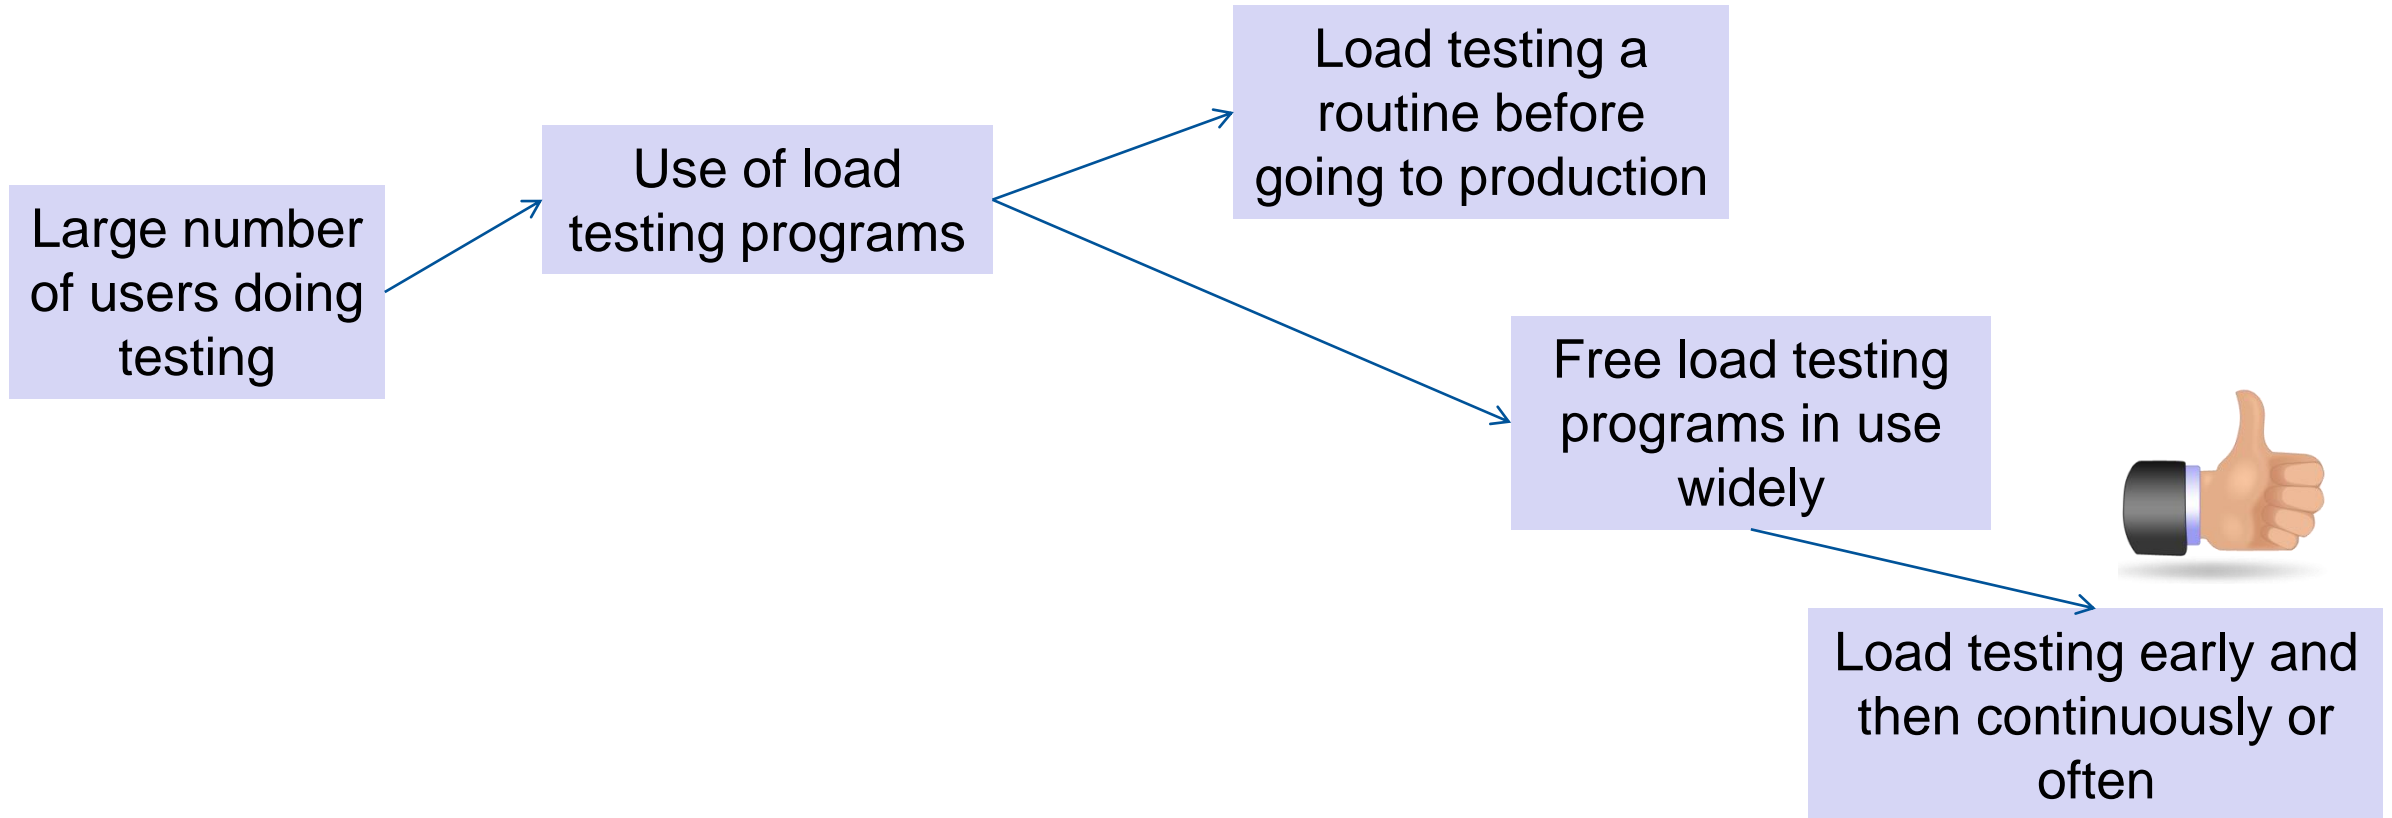 Large number
of users doing
testing
Use of load
testing programs
Load testing a
routine before
going to production
Free load testing
programs in use
widely
Load testing early and
then continuously or
often